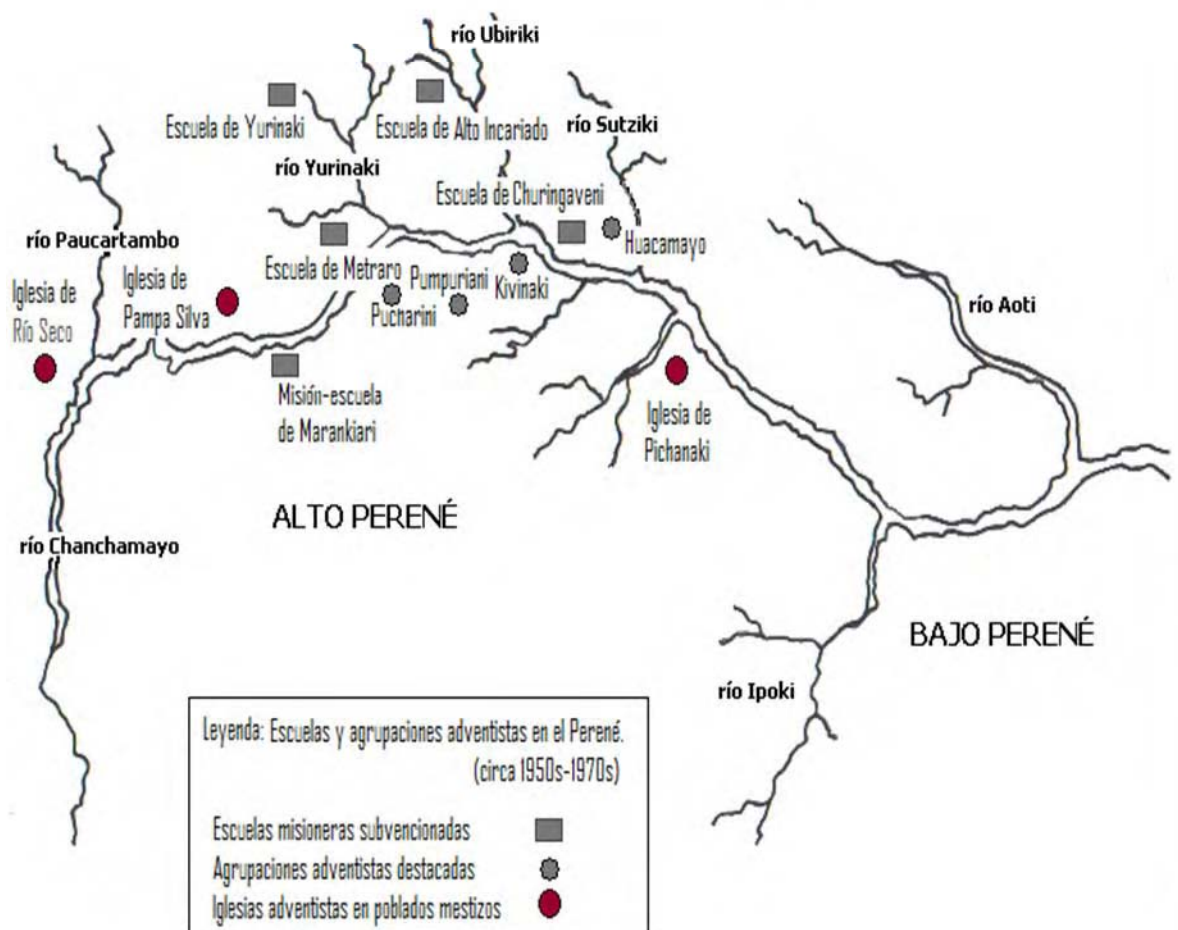 río Ubiriki
Escuela de Yurinaki
Escuela de Alto Incariado
río Sutziki
río Yurinaki
Escuela de Churingaveni
río Paucartambo
Huacamayo
Iglesia de
Río Seco
Iglesia de
Pampa Silva
Escuela de Metraro
Pumpuriani
Kivinaki
Pucharini
río Aoti
Misión-escuela
de Marankiari
Iglesia de
Pichanaki
ALTO PERENÉ
río Chanchamayo
BAJO PERENÉ
río Ipoki
Leyenda: Escuelas y agrupaciones adventistas en el Perené.
(circa 1950s-1970s)
Escuelas misioneras subvencionadas
Agrupaciones adventistas destacadas
Iglesias adventistas en poblados mestizos